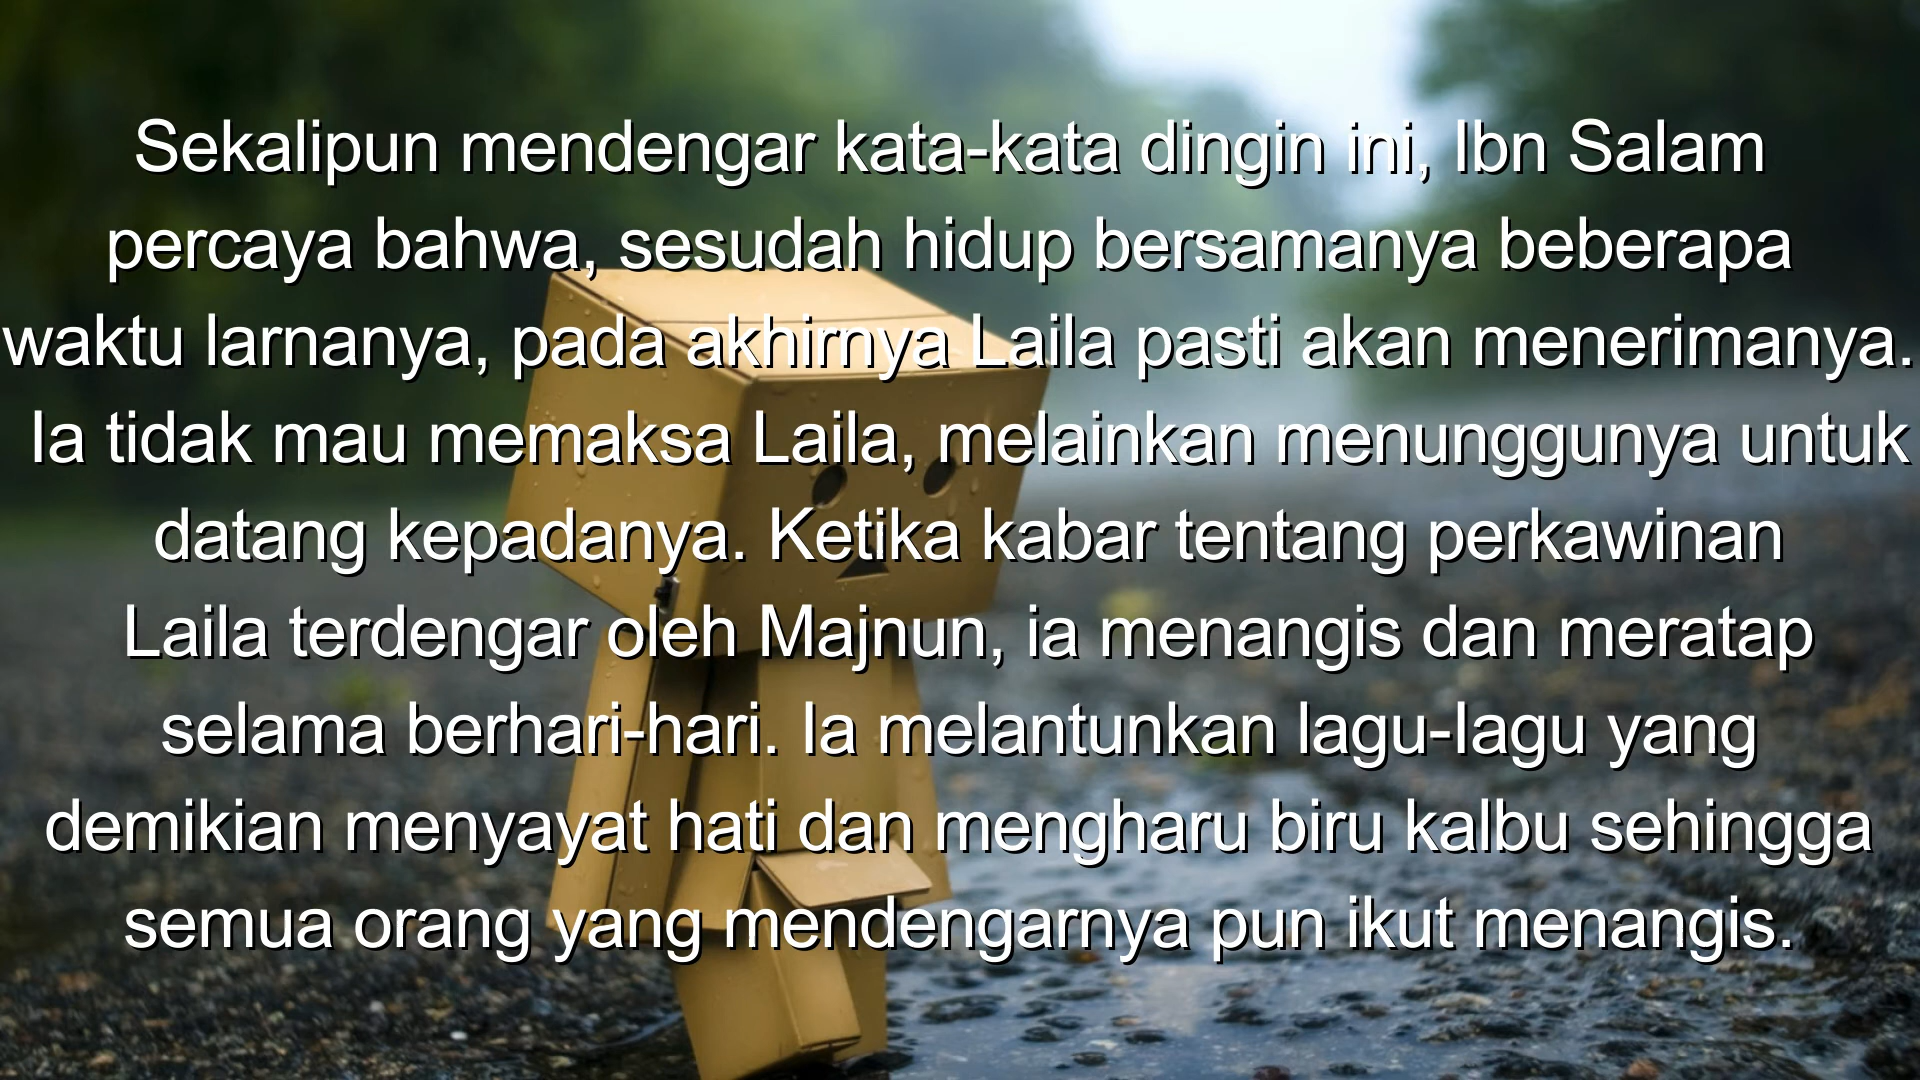 Sekalipun mendengar kata-kata dingin ini, Ibn Salam
percaya bahwa, sesudah hidup bersamanya beberapa
waktu larnanya, pada akhirnya Laila pasti akan menerimanya.
Ia tidak mau memaksa Laila, melainkan menunggunya untuk
datang kepadanya. Ketika kabar tentang perkawinan
Laila terdengar oleh Majnun, ia menangis dan meratap
selama berhari-hari. Ia melantunkan lagu-Iagu yang
demikian menyayat hati dan mengharu biru kalbu sehingga
semua orang yang mendengarnya pun ikut menangis.